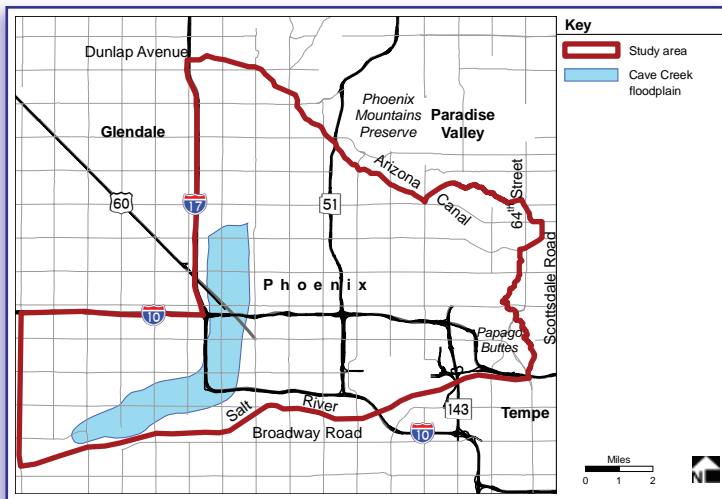 Key
Study area
Cave Creek
floodplain
Dunlap Avenue
Glendale
Phoenix
Mountains
Preserve
Paradise
Valley
Arizona
Canal
64th Street
Scottsdale Road
60
17
51
Phoenix
10
Papago
Buttes
Salt
River
Broadway Road
143
Tempe
10
Miles
0 1 2
N